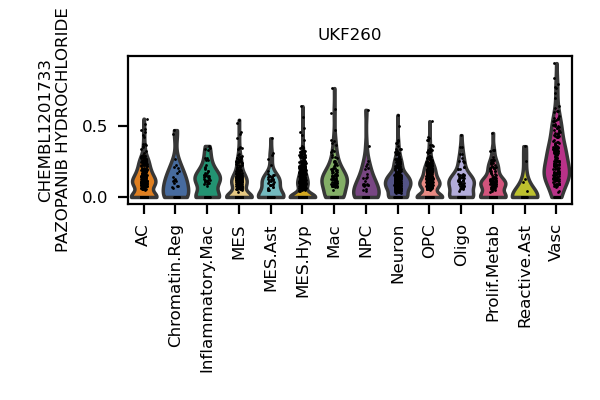 UKF260
CHEMBL1201733
PAZOPANIB HYDROCHLORIDE
0.5
0.0
AC
Chromatin.Reg
Inflammatory.Mac
MES
MES.Ast
MES.Hyp
Mac
NPC
Neuron
OPC
Oligo
Prolif.Metab
Reactive.Ast
Vasc